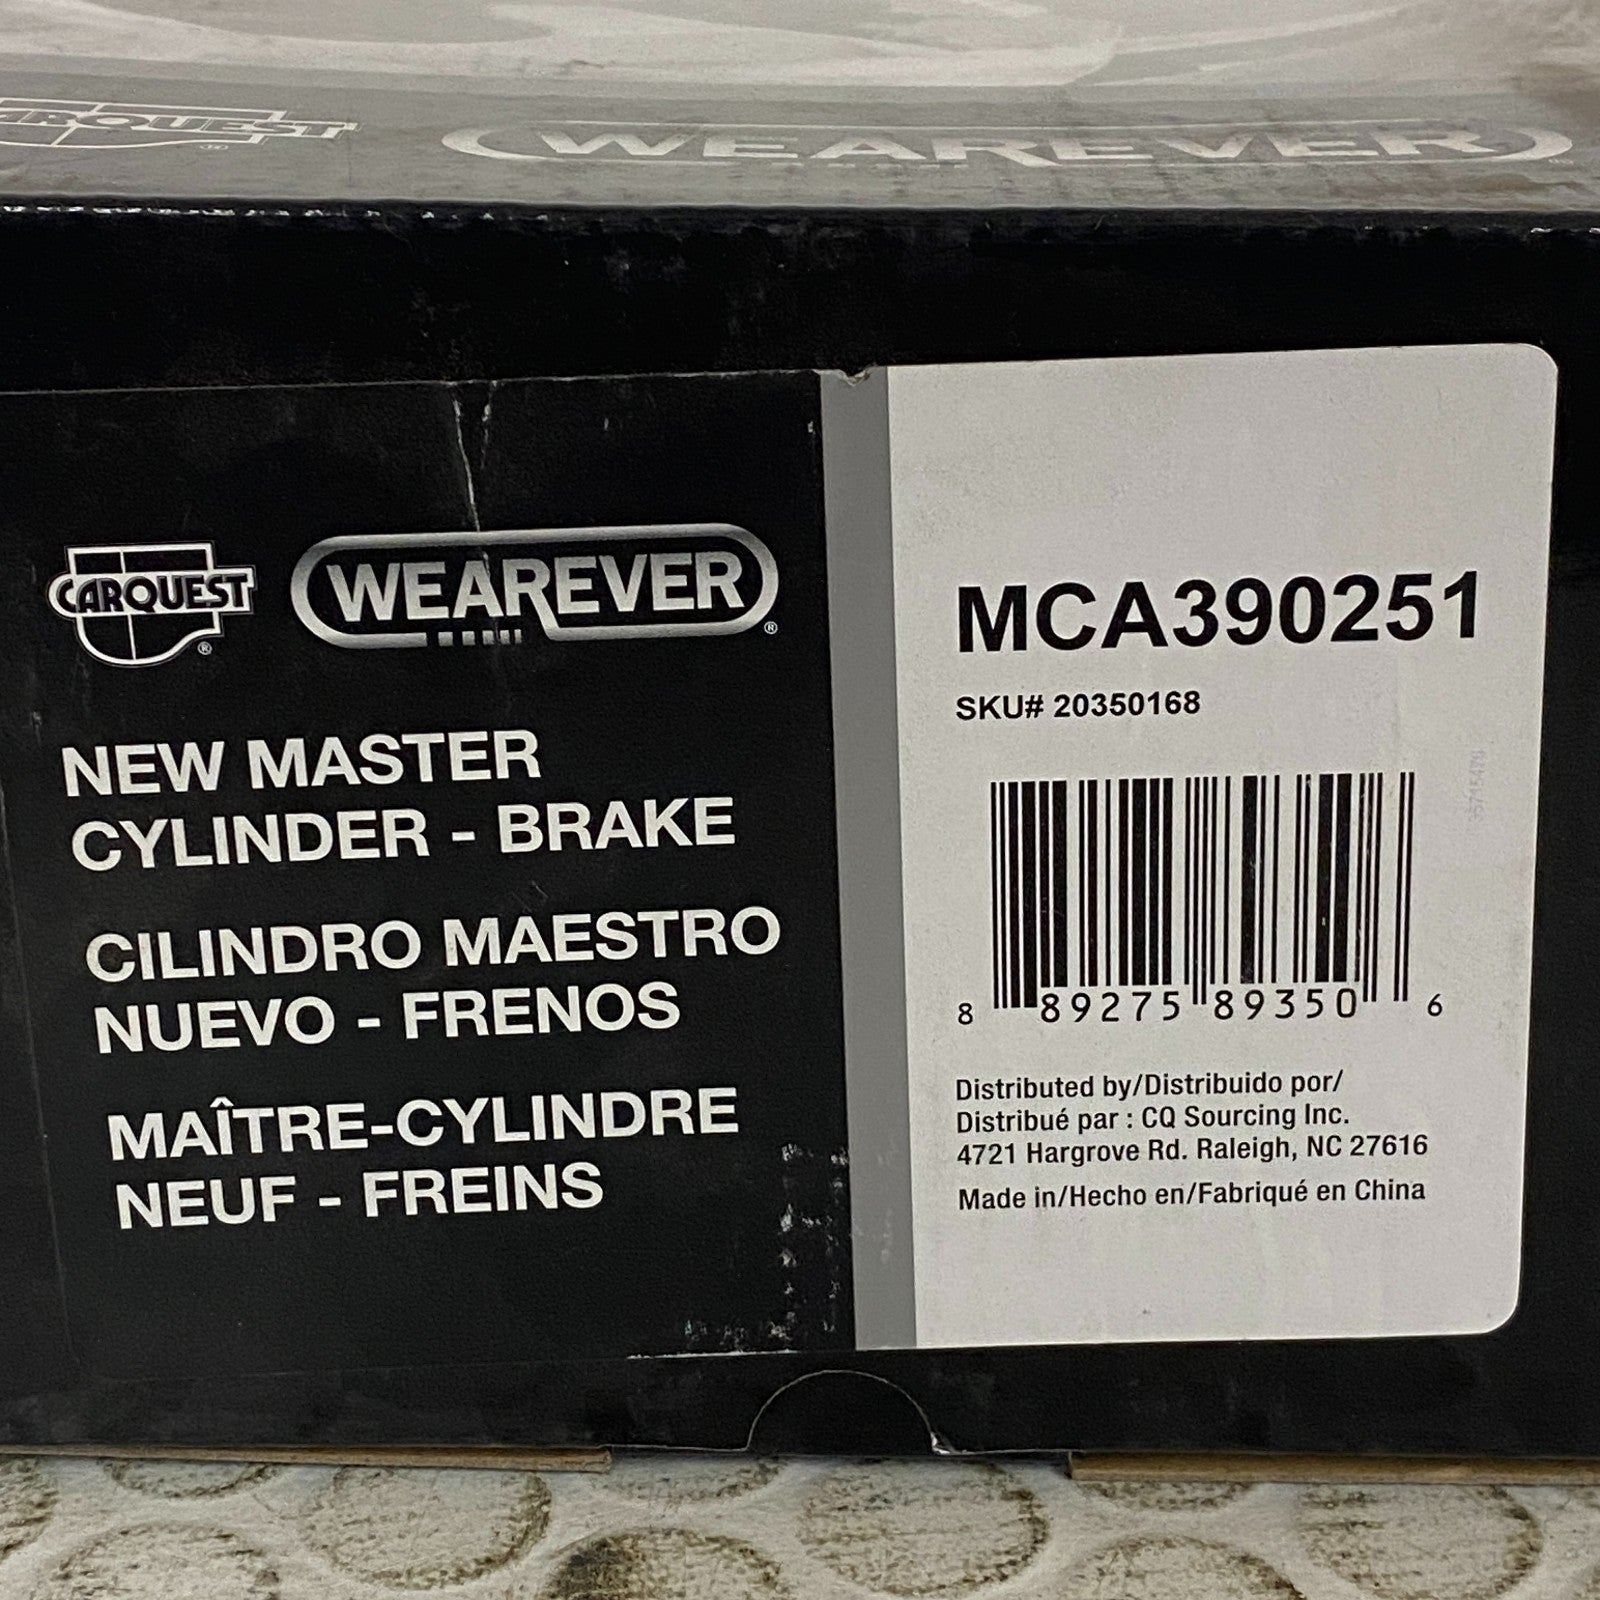 CARQUEST WEAREVER
CARQUEST WEAREVER
NEW MASTER
CYLINDER - BRAKE
CILINDRO MAESTRO
NUEVO - FRENOS
MAÎTRE-CYLINDRE
NEUF - FREINS
MCA390251
SKU# 20350168
8 89275 89350 6
Distributed by/Distribuido por/
Distribué par : CQ Sourcing Inc.
4721 Hargrove Rd. Raleigh, NC 27616
Made in/Hecho en/Fabriqué en China